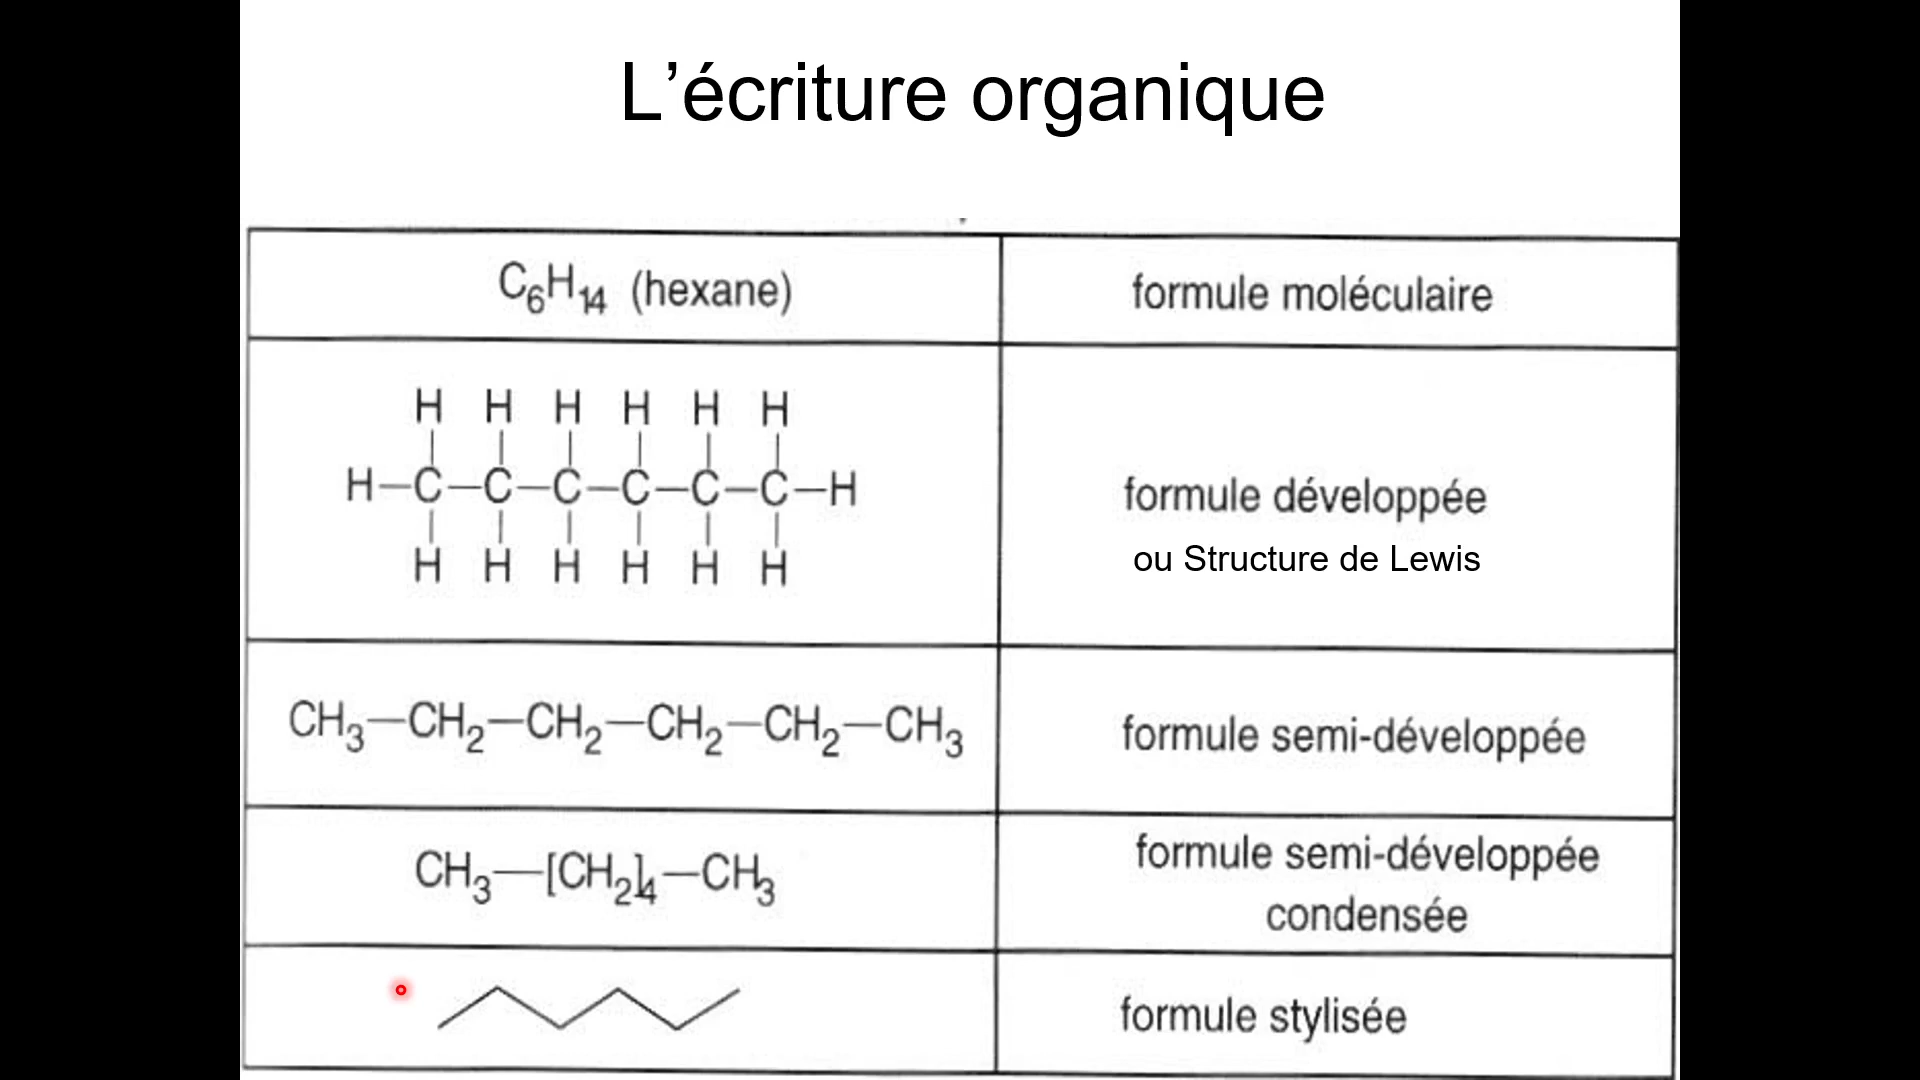 L'écriture organique
C₆H₁₄ (hexane)
formule moléculaire
H H H H H H
H—C—C—C—C—C—C—H
H H H H H H
formule développée
ou Structure de Lewis
CH₃—CH₂—CH₂—CH₂—CH₂—CH₃
formule semi-développée
CH₃—[CH₂]₄—CH₃
formule semi-développée
condensée
formule stylisée